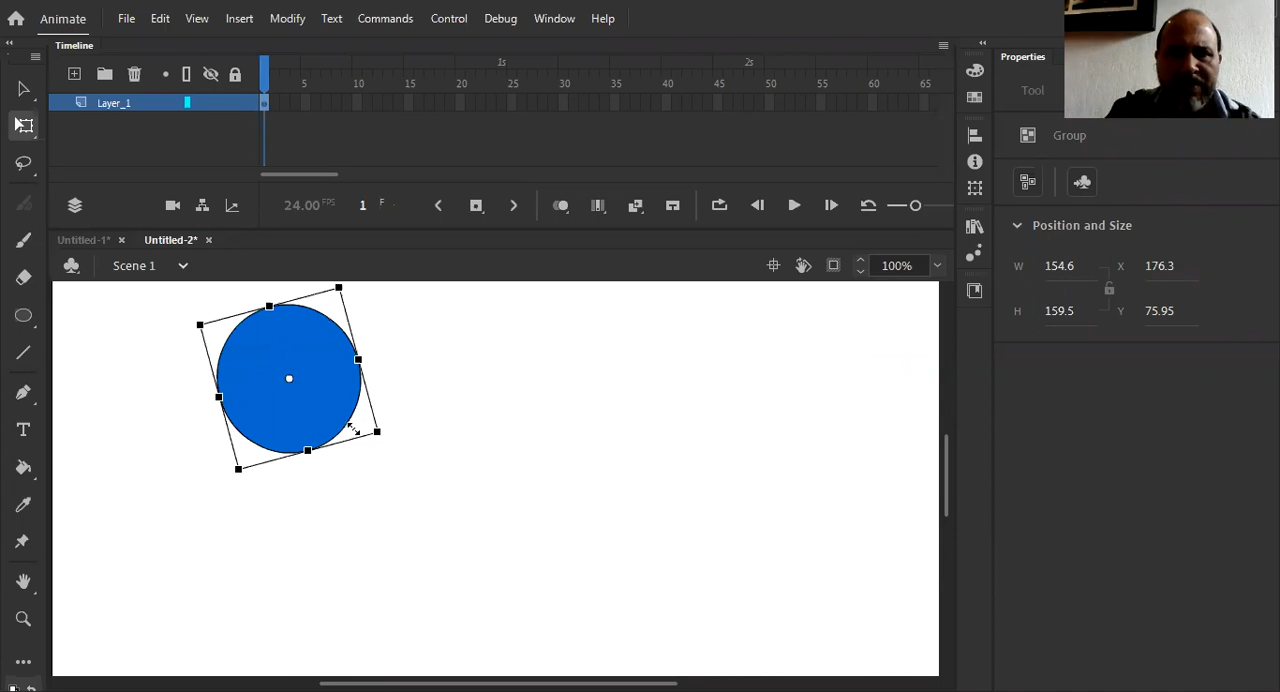 Animate File Edit View Insert Modify Text Commands Control Debug Window Help
Timeline
Properties
1s 2s
5 10 15 20 25 30 35 40 45 50 55 60 65
Tool
Layer_1
Group
24.00 FPS 1 F
Position and Size
Untitled-1* Untitled-2*
Scene 1 100%
W 154.6 X 176.3
H 159.5 Y 75.95